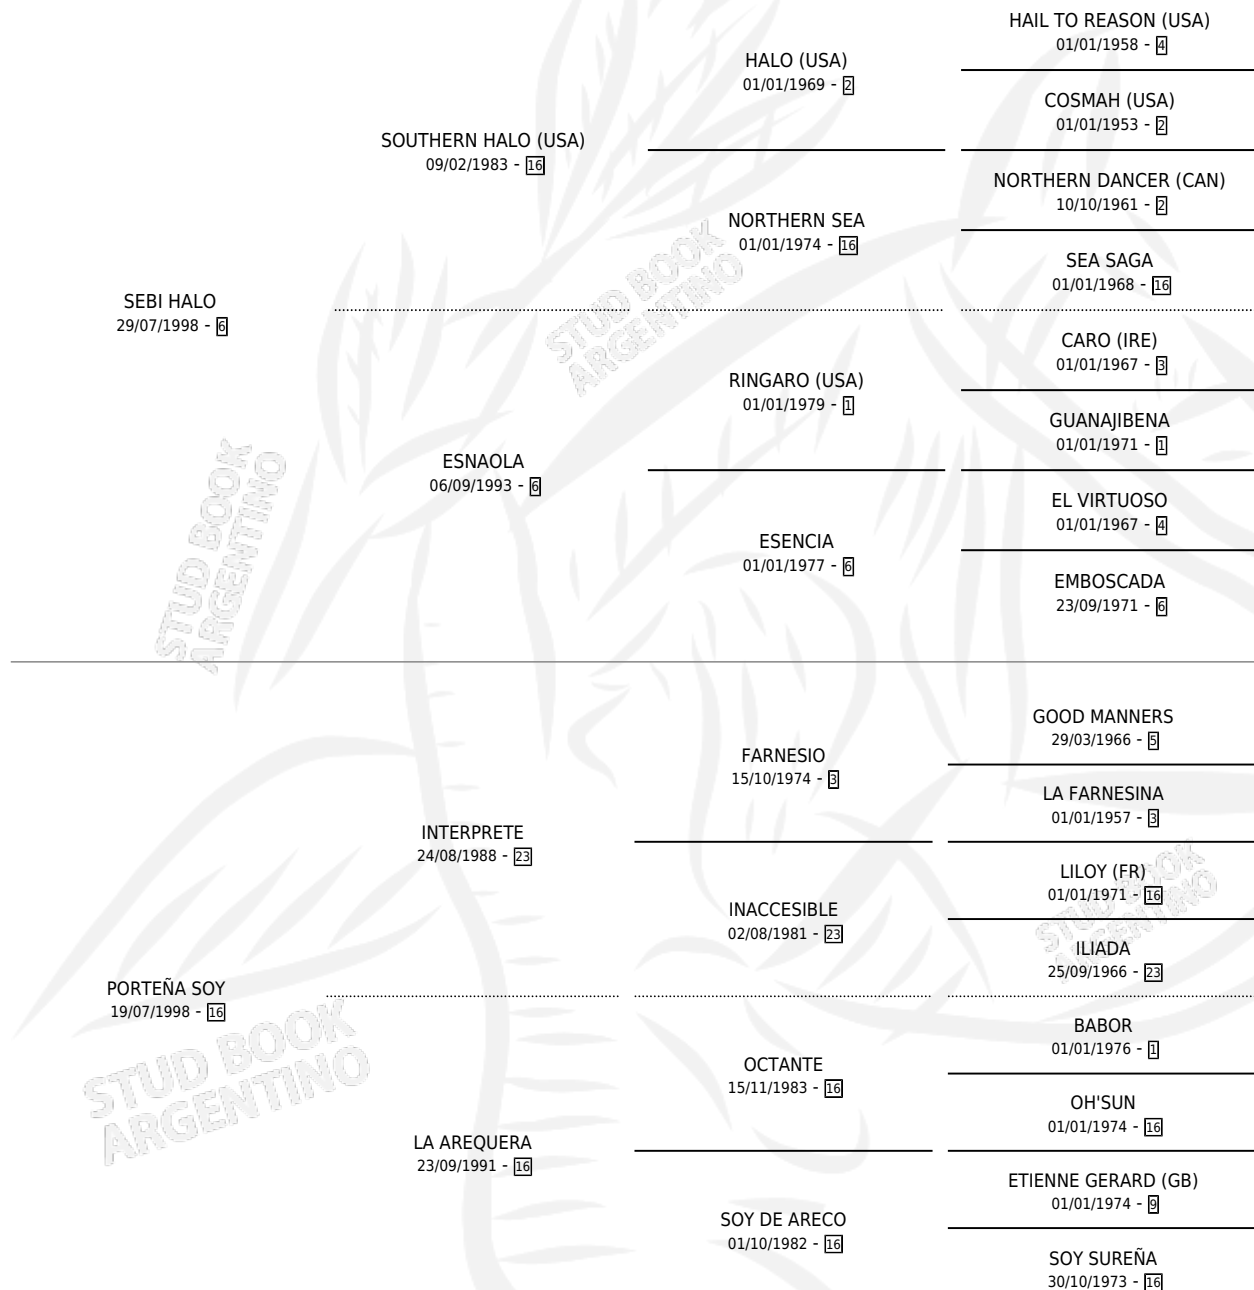 HAIL TO REASON (USA)
01/01/1958 - 4
HALO (USA)
01/01/1969 - 2
COSMAH (USA)
01/01/1953 - 2
SOUTHERN HALO (USA)
09/02/1983 - 16
NORTHERN DANCER (CAN)
10/10/1961 - 2
NORTHERN SEA
01/01/1974 - 16
SEA SAGA
01/01/1968 - 16
SEBI HALO
29/07/1998 - 6
CARO (IRE)
01/01/1967 - 3
RINGARO (USA)
01/01/1979 - 1
GUANAJIBENA
01/01/1971 - 1
ESNAOLA
06/09/1993 - 6
EL VIRTUOSO
01/01/1967 - 4
ESENCIA
01/01/1977 - 6
EMBOSCADA
23/09/1971 - 6
GOOD MANNERS
29/03/1966 - 5
FARNESIO
15/10/1974 - 3
LA FARNESINA
01/01/1957 - 3
INTERPRETE
24/08/1988 - 23
LILOY (FR)
01/01/1971 - 16
INACCESIBLE
02/08/1981 - 23
ILIADA
25/09/1966 - 23
PORTEÑA SOY
19/07/1998 - 16
BABOR
01/01/1976 - 1
OCTANTE
15/11/1983 - 16
OH'SUN
01/01/1974 - 16
LA AREQUERA
23/09/1991 - 16
ETIENNE GERARD (GB)
01/01/1974 - 9
SOY DE ARECO
01/10/1982 - 16
SOY SUREÑA
30/10/1973 - 16
STUD BOOK
ARGENTINO
STUD BOOK
ARGENTINO
STUD BOOK
ARGENTINO
STUD BOOK
ARGENTINO